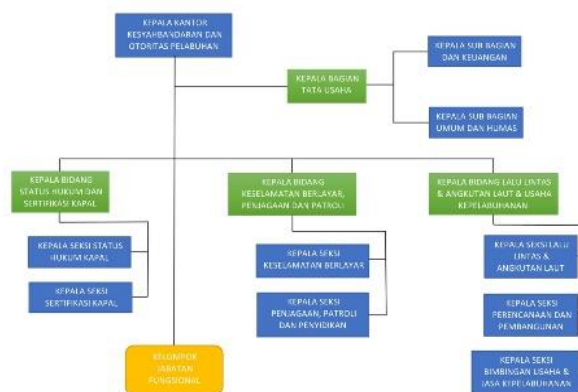 KEPALA KANTOR
KESYAHBANDARAN DAN
OTORITAS PELABUHAN
KEPALA BAGIAN
TATA USAHA
KEPALA SUB BAGIAN
DAN KEUANGAN
KEPALA SUB BAGIAN
UMUM DAN HUMAS
KEPALA BIDANG
STATUS HUKUM DAN
SERTIFIKASI KAPAL
KEPALA SEKSI STATUS
HUKUM KAPAL
KEPALA SEKSI
SERTIFIKASI KAPAL
KEPALA BIDANG
KESELAMATAN BERLAYAR,
PENJAGAAN DAN PATROLI
KEPALA SEKSI
KESELAMATAN BERLAYAR
KEPALA SEKSI
PENJAGAAN, PATROLI
DAN PENYIDIKAN
KEPALA BIDANG LALU LINTAS
& ANGKUTAN LAUT & USAHA
KEPELABUHANAN
KEPALA SEKSI LALU
LINTAS &
ANGKUTAN LAUT
KEPALA SEKSI
PERENCANAAN DAN
PEMBANGUNAN
KEPALA SEKSI
BIMBINGAN USAHA &
JASA KEPELABUHANAN
KELOMPOK
JABATAN
FUNGSIONAL